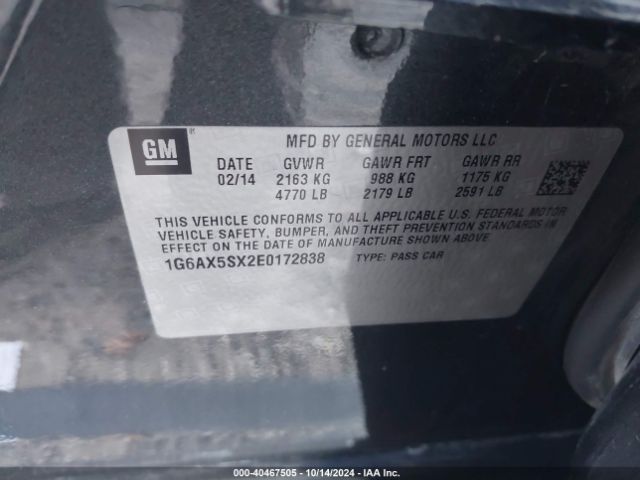 GM
MFD BY GENERAL MOTORS LLC
DATE GVWR GAWR FRT GAWR RR
02/14 2163 KG 988 KG 1175 KG
4770 LB 2179 LB 2591 LB
THIS VEHICLE CONFORMS TO ALL APPLICABLE U.S. FEDERAL MOTOR
VEHICLE SAFETY, BUMPER, AND THEFT PREVENTION STANDARDS IN
EFFECT ON THE DATE OF MANUFACTURE SHOWN ABOVE
1G6AX5SX2E0172838 TYPE: PASS CAR
000-40467505 - 10/14/2024 - IAA Inc.